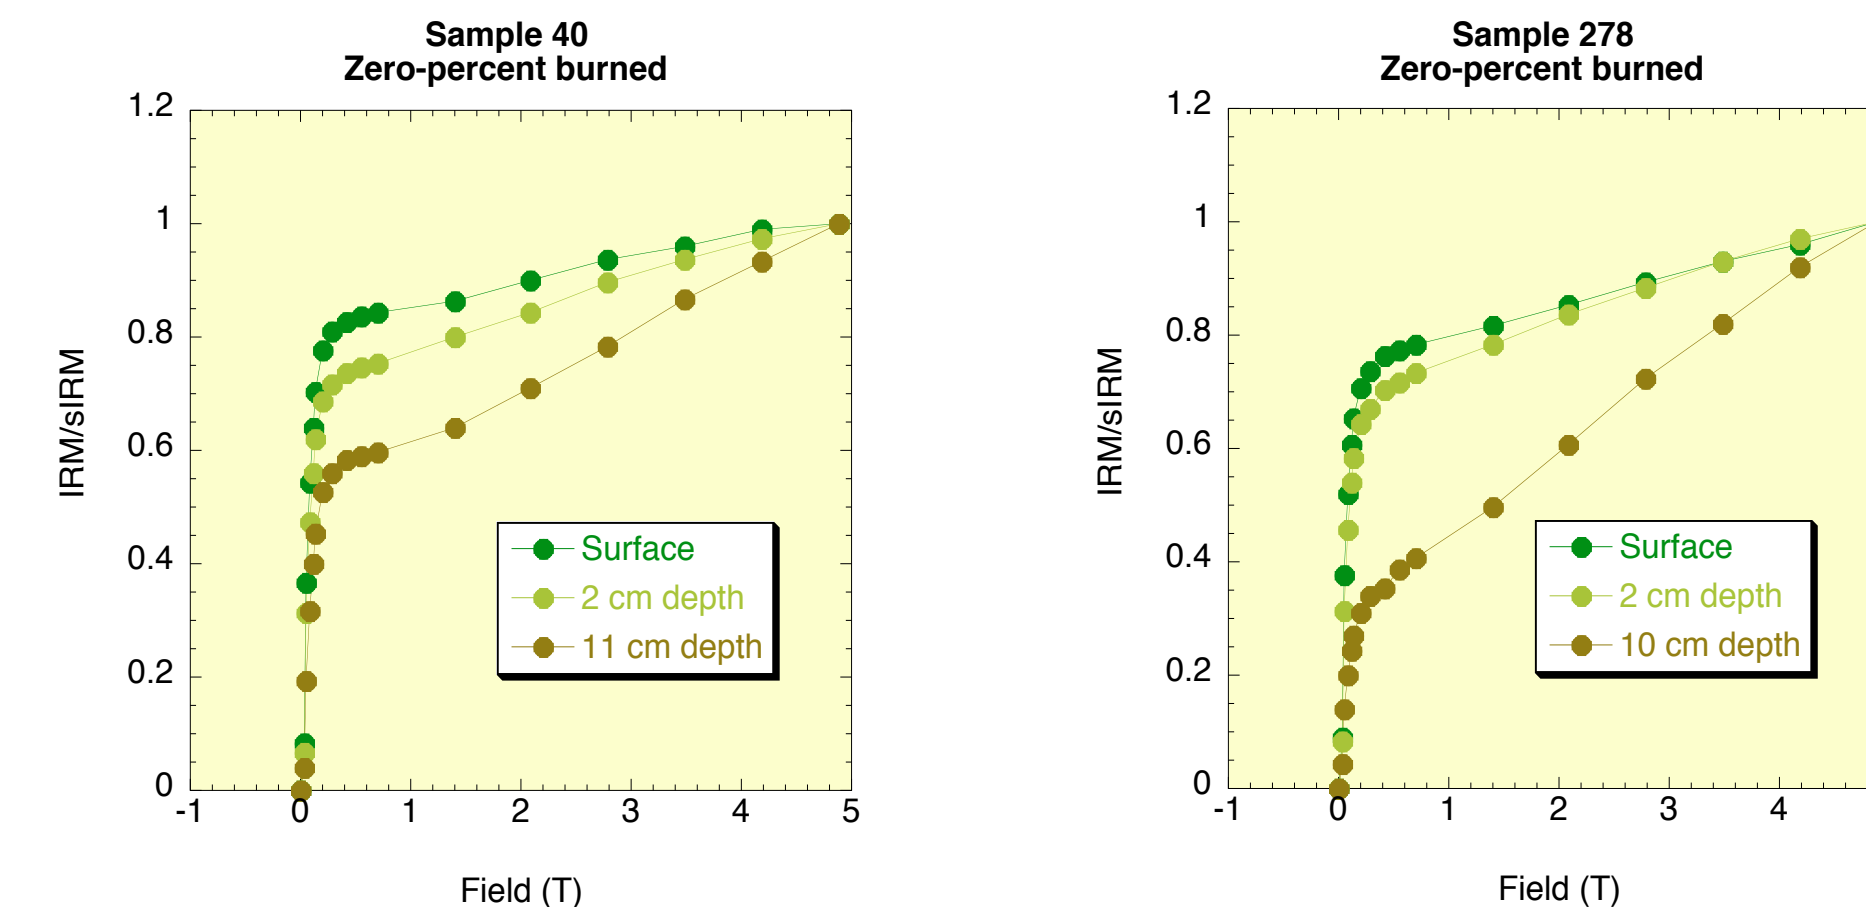 Sample 40
Zero-percent burned
1.2
1
0.8
0.6
0.4
0.2
0
-1 0 1 2 3 4 5
IRM/sIRM
Field (T)
Surface
2 cm depth
11 cm depth
Sample 278
Zero-percent burned
1.2
1
0.8
0.6
0.4
0.2
0
-1 0 1 2 3 4
IRM/sIRM
Field (T)
Surface
2 cm depth
10 cm depth